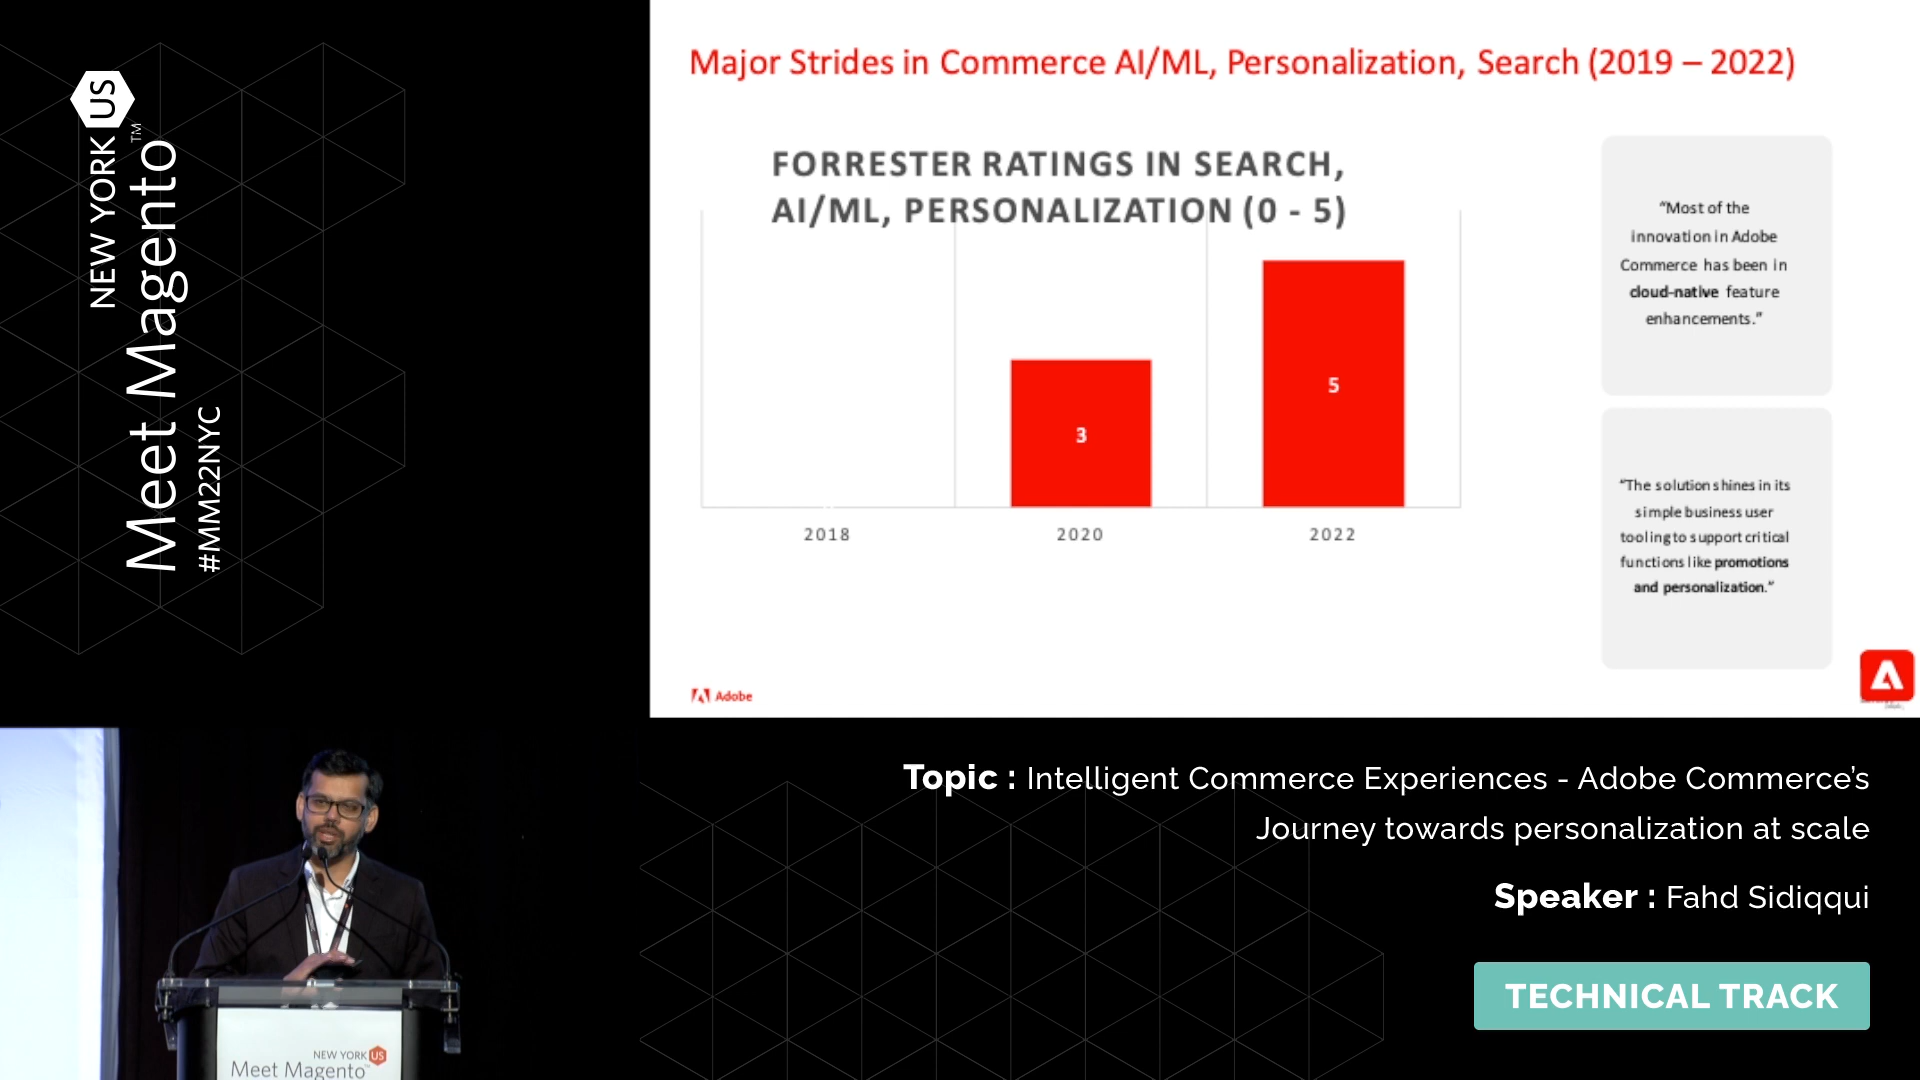 NEW YORK US
Meet Magento™
#MM22NYC
Major Strides in Commerce AI/ML, Personalization, Search (2019 – 2022)
FORRESTER RATINGS IN SEARCH,
AI/ML, PERSONALIZATION (0 - 5)
3
5
2018
2020
2022
“Most of the
innovation in Adobe
Commerce has been in
cloud-native feature
enhancements.”
“The solution shines in its
simple business user
tooling to support critical
functions like promotions
and personalization.”
Adobe
Topic : Intelligent Commerce Experiences - Adobe Commerce’s
Journey towards personalization at scale
Speaker : Fahd Sidiqqui
TECHNICAL TRACK
NEW YORK US
Meet Magento™